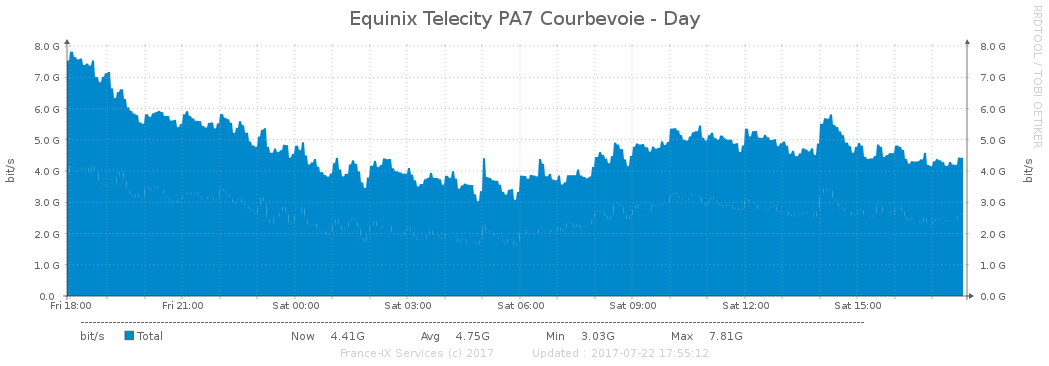 Equinix Telecity PA7 Courbevoie - Day
RRDTOOL / TOBI OETIKER
8.0 G 8.0 G
7.0 G 7.0 G
6.0 G 6.0 G
5.0 G 5.0 G
4.0 G 4.0 G
3.0 G 3.0 G
2.0 G 2.0 G
1.0 G 1.0 G
0.0 0.0 G
bit/s bit/s
Fri 18:00 Fri 21:00 Sat 00:00 Sat 03:00 Sat 06:00 Sat 09:00 Sat 12:00 Sat 15:00
bit/s Total Now 4.41G Avg 4.75G Min 3.03G Max 7.81G
France-IX Services (c) 2017 Updated : 2017-07-22 17:55:12